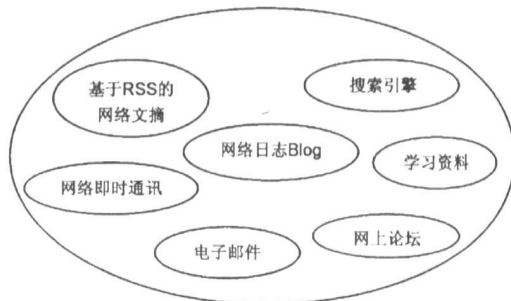 基于RSS的
网络文摘
搜索引擎
网络日志Blog
学习资料
网络即时通讯
网上论坛
电子邮件